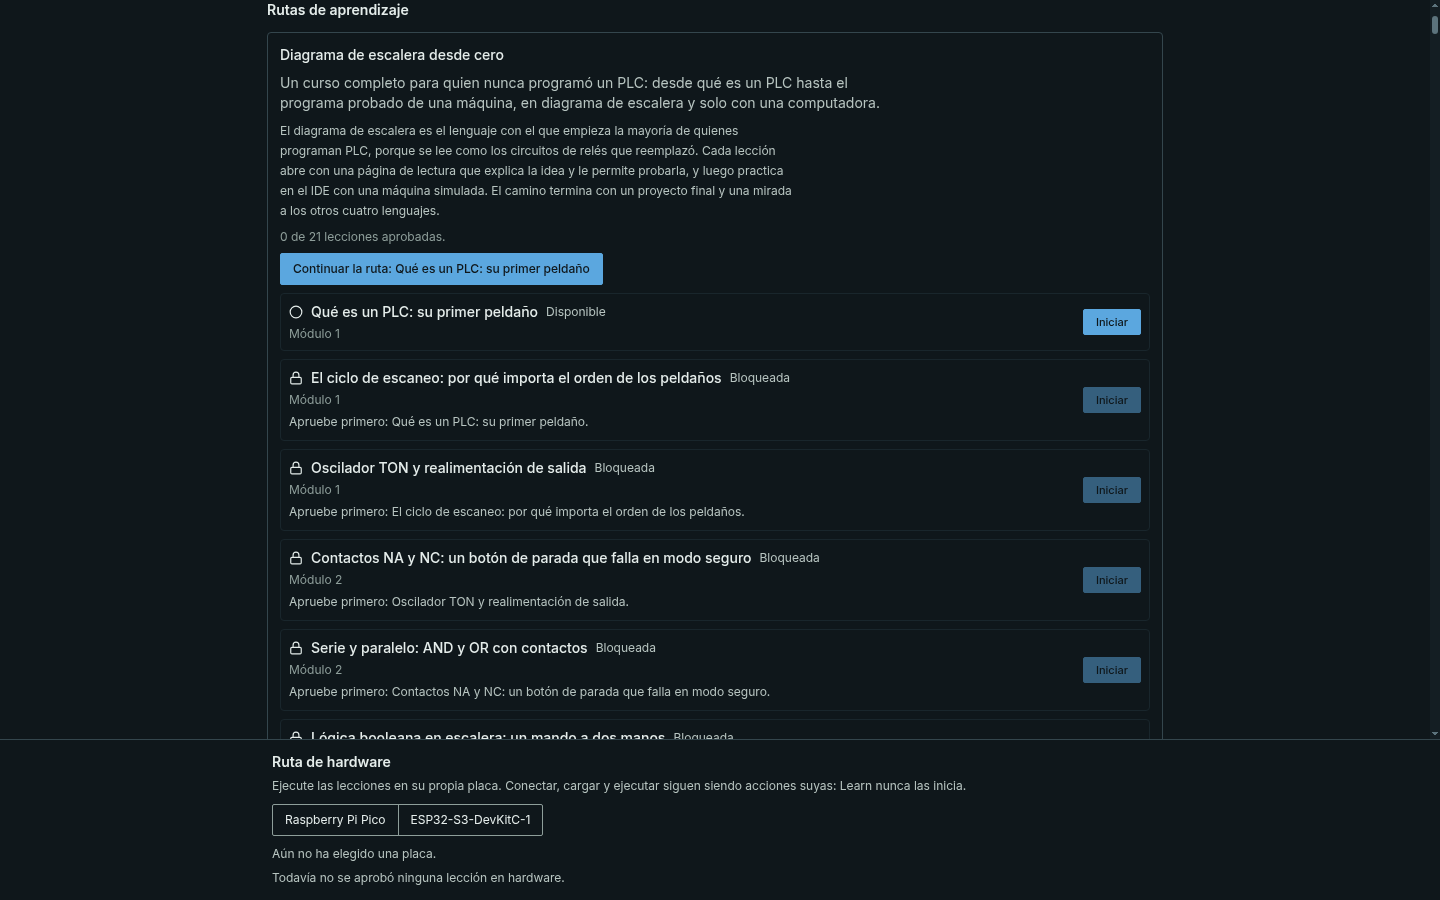 Rutas de aprendizaje
Diagrama de escalera desde cero
Un curso completo para quien nunca programó un PLC: desde qué es un PLC hasta el
programa probado de una máquina, en diagrama de escalera y solo con una computadora.
El diagrama de escalera es el lenguaje con el que empieza la mayoría de quienes
programan PLC, porque se lee como los circuitos de relés que reemplazó. Cada lección
abre con una página de lectura que explica la idea y le permite probarla, y luego practica
en el IDE con una máquina simulada. El camino termina con un proyecto final y una mirada
a los otros cuatro lenguajes.
0 de 21 lecciones aprobadas.
Continuar la ruta: Qué es un PLC: su primer peldaño
Qué es un PLC: su primer peldaño Disponible
Módulo 1
Iniciar
El ciclo de escaneo: por qué importa el orden de los peldaños Bloqueada
Módulo 1
Iniciar
Apruebe primero: Qué es un PLC: su primer peldaño.
Oscilador TON y realimentación de salida Bloqueada
Módulo 1
Iniciar
Apruebe primero: El ciclo de escaneo: por qué importa el orden de los peldaños.
Contactos NA y NC: un botón de parada que falla en modo seguro Bloqueada
Módulo 2
Iniciar
Apruebe primero: Oscilador TON y realimentación de salida.
Serie y paralelo: AND y OR con contactos Bloqueada
Módulo 2
Iniciar
Apruebe primero: Contactos NA y NC: un botón de parada que falla en modo seguro.
Lógica booleana en escalera: un mando a dos manos Bloqueada
Ruta de hardware
Ejecute las lecciones en su propia placa. Conectar, cargar y ejecutar siguen siendo acciones suyas: Learn nunca las inicia.
Raspberry Pi Pico ESP32-S3-DevKitC-1
Aún no ha elegido una placa.
Todavía no se aprobó ninguna lección en hardware.